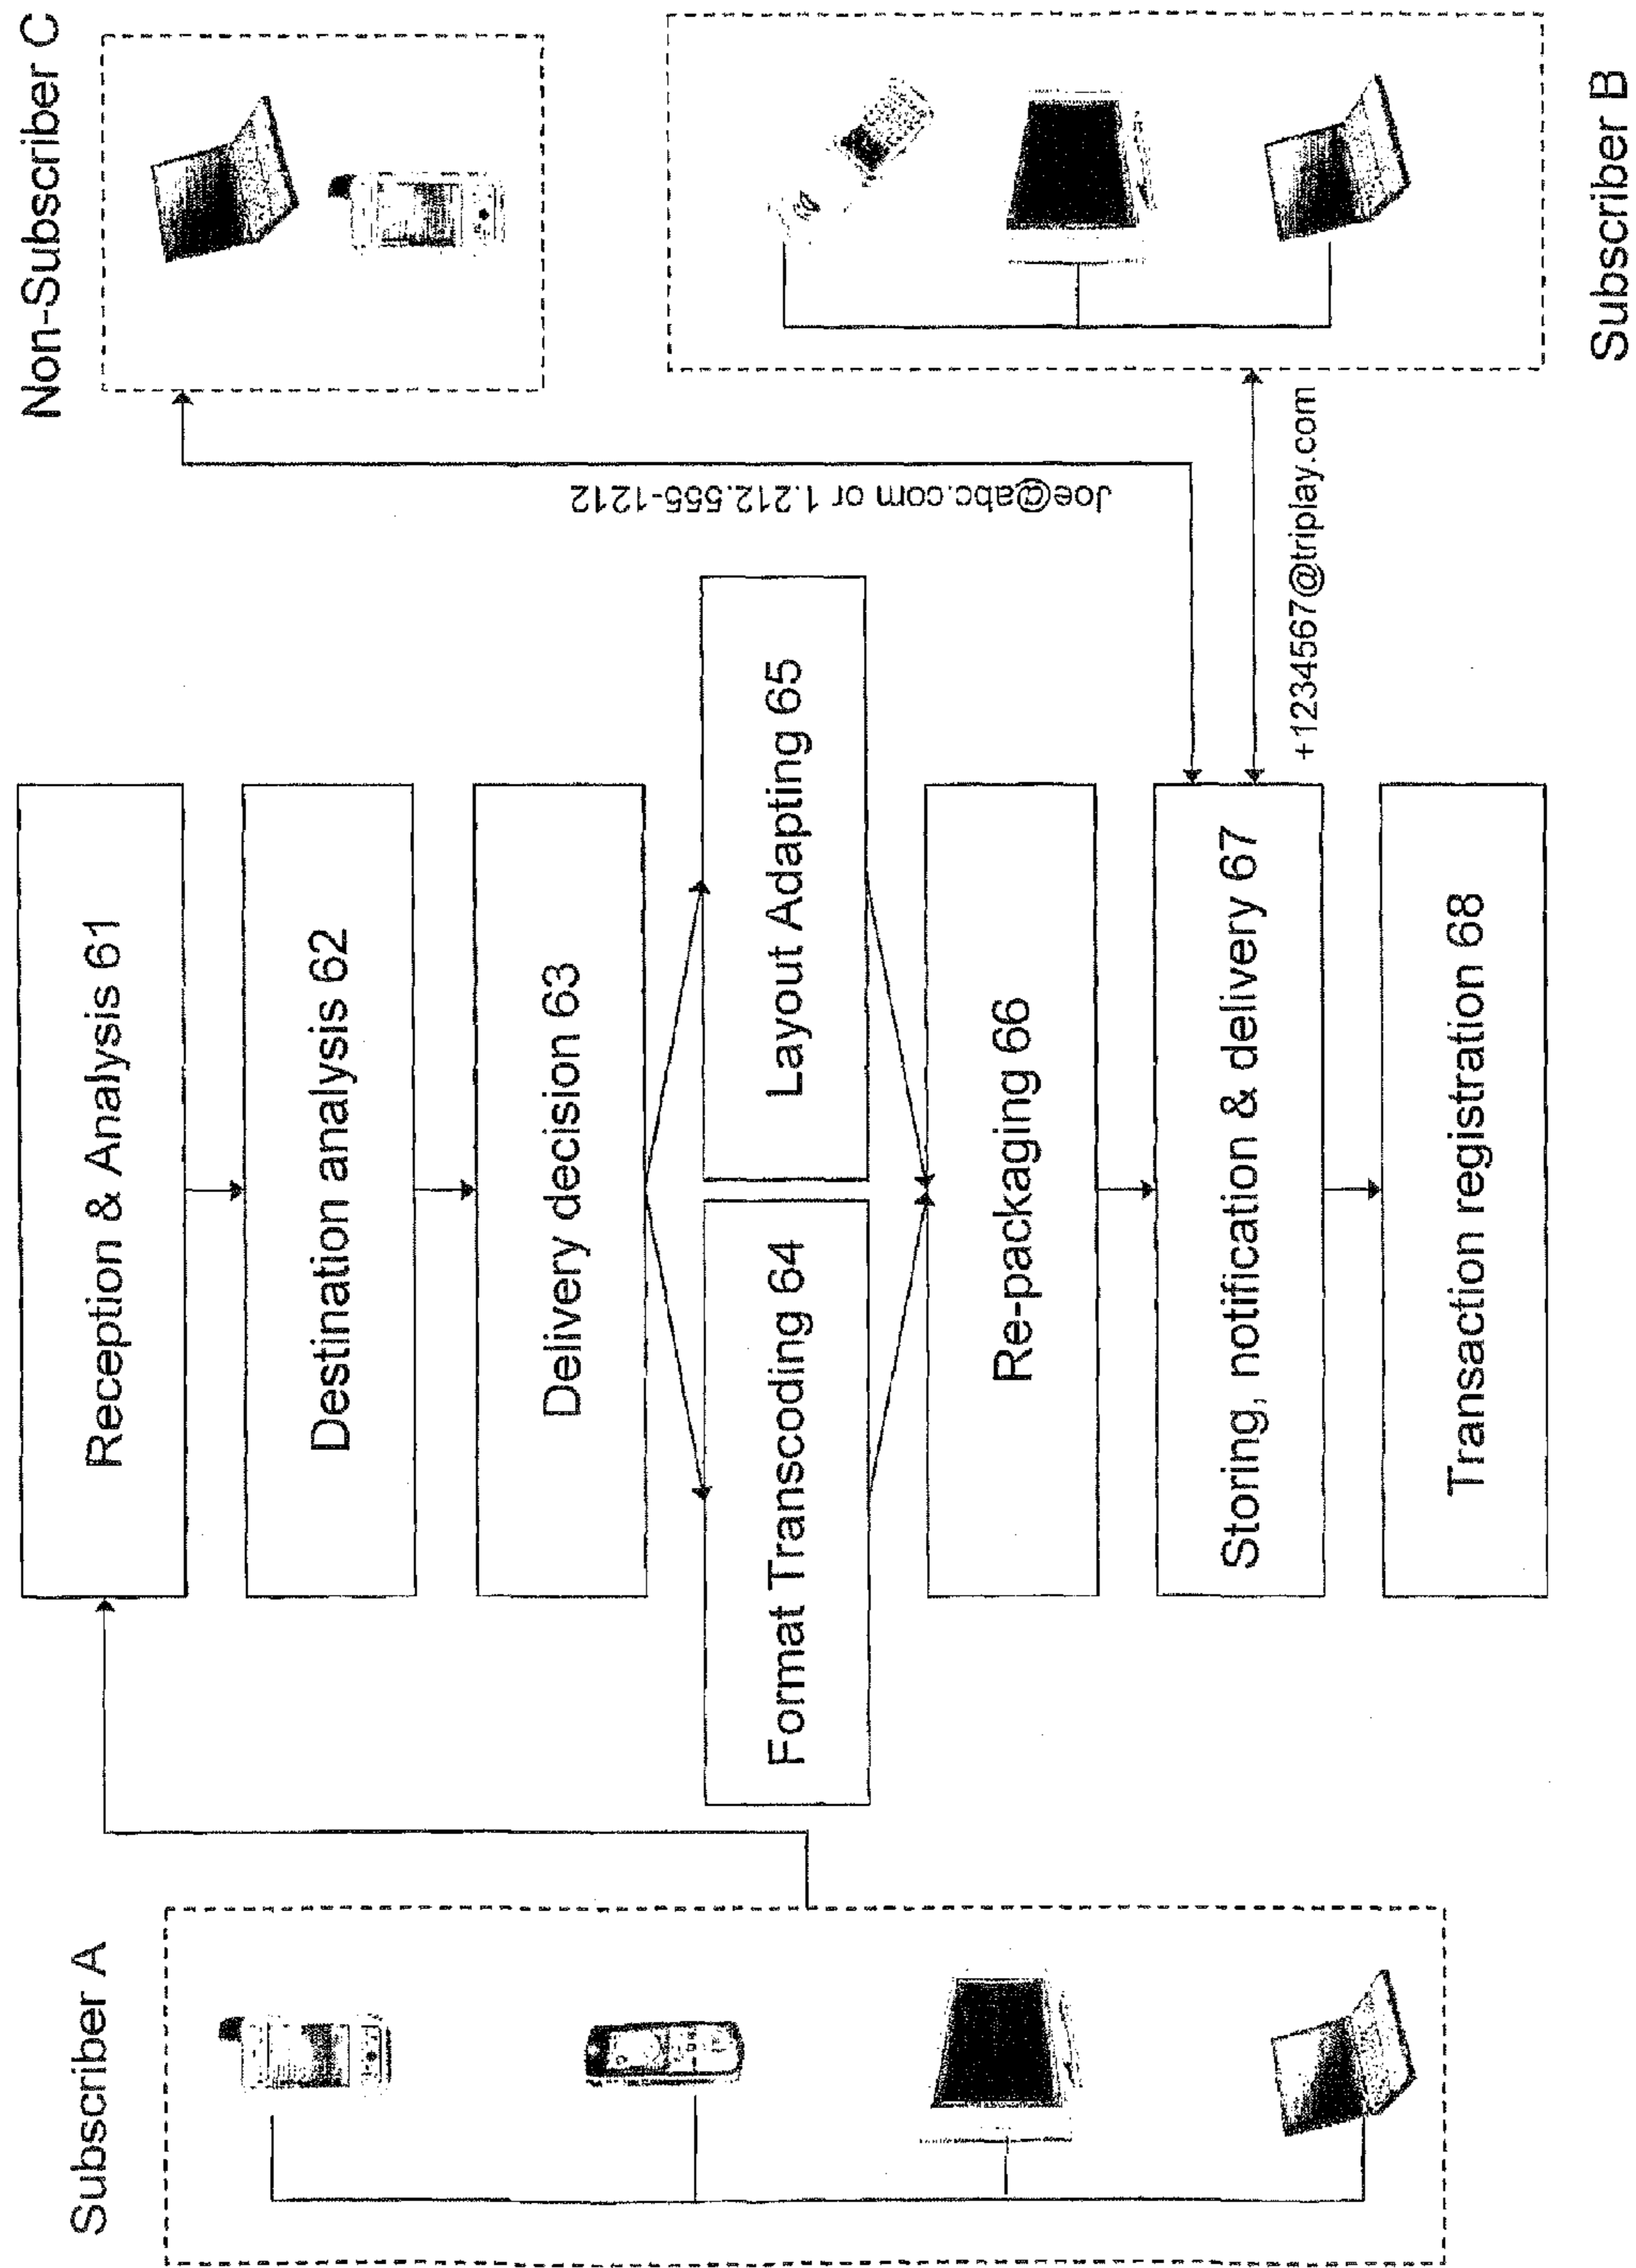 Subscriber A
Reception & Analysis 61
Destination analysis 62
Delivery decision 63
Format Transcoding 64
Layout Adapting 65
Re-packaging 66
Storing, notification & delivery 67
Transaction registration 68
Non-Subscriber C
Joe@abc.com or 1.212.555-1212
+1234567@triplay.com
Subscriber B